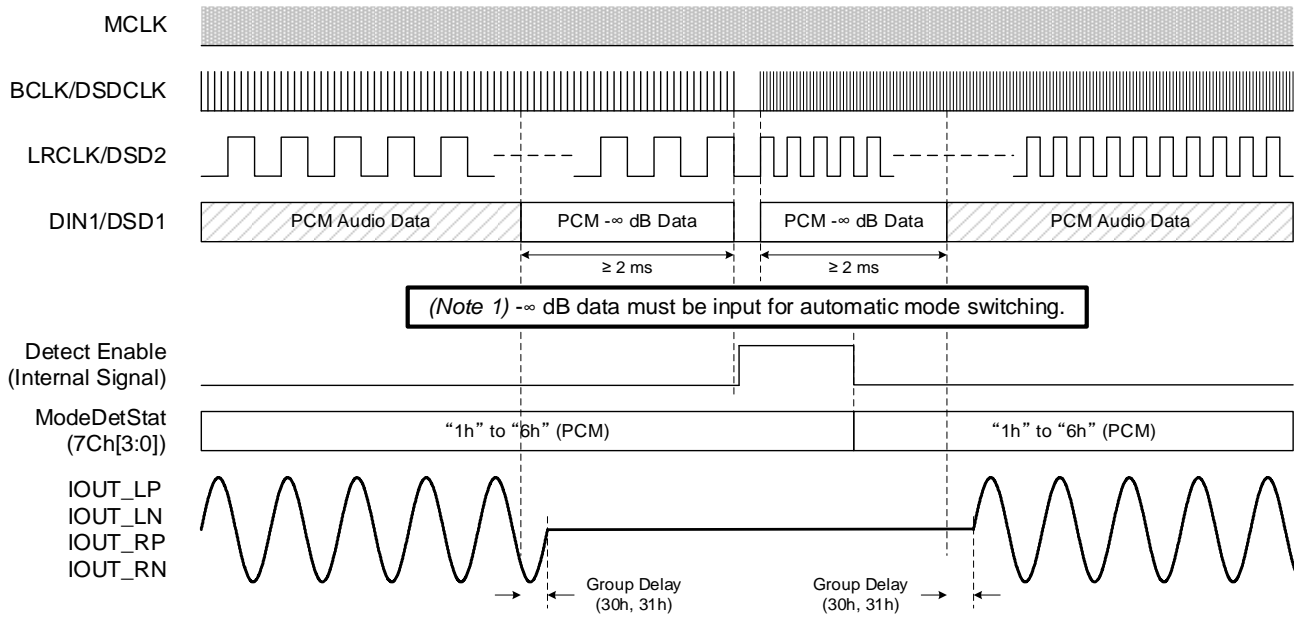 MCLK
BCLK/DSDCLK
LRCLK/DSD2
DIN1/DSD1
PCM Audio Data
PCM -∞ dB Data
PCM -∞ dB Data
PCM Audio Data
≥ 2 ms
≥ 2 ms
(Note 1) -∞ dB data must be input for automatic mode switching.
Detect Enable
(Internal Signal)
ModeDetStat
(7Ch[3:0])
“1h” to “6h” (PCM)
“1h” to “6h” (PCM)
IOUT_LP
IOUT_LN
IOUT_RP
IOUT_RN
Group Delay
(30h, 31h)
Group Delay
(30h, 31h)